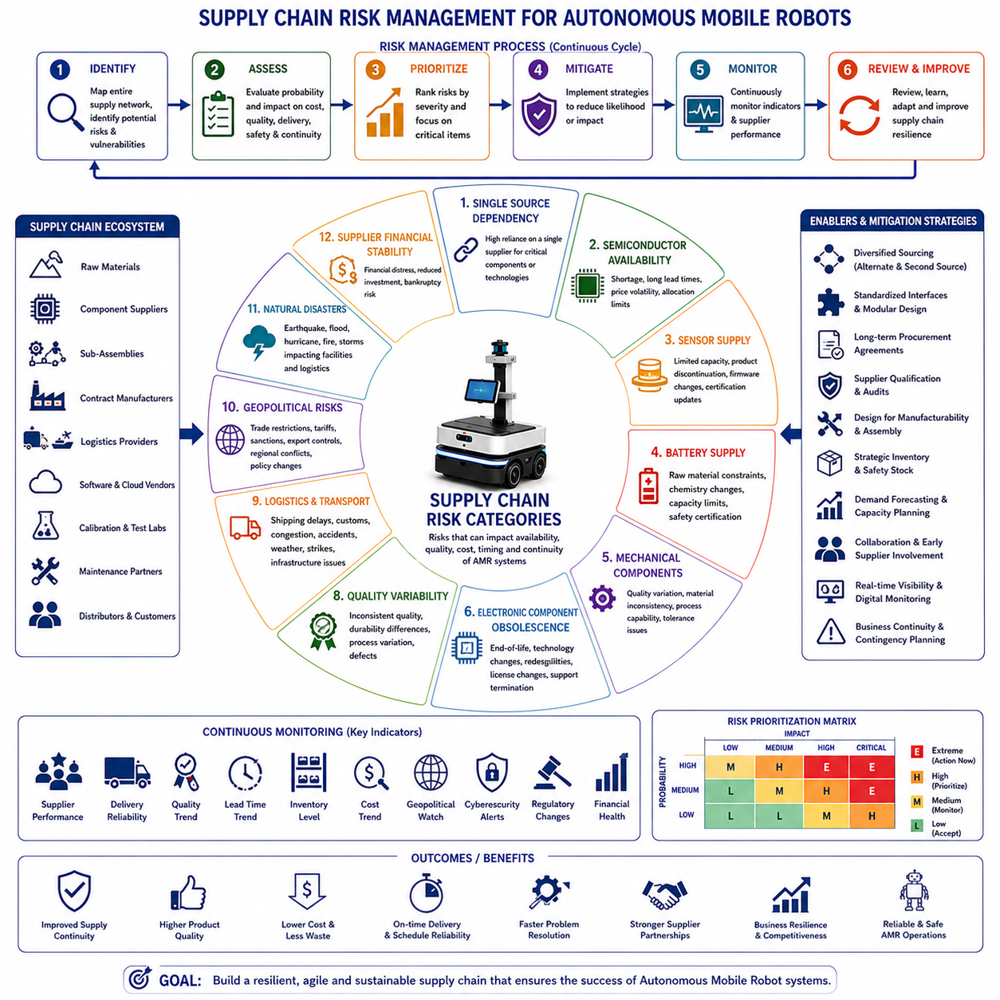 SUPPLY CHAIN RISK MANAGEMENT FOR AUTONOMOUS MOBILE ROBOTS
RISK MANAGEMENT PROCESS (Continuous Cycle)
1 IDENTIFY
Map entire
supply network,
identify potential
risks &
vulnerabilities
2 ASSESS
Evaluate probability
and impact on cost,
quality, delivery,
safety & continuity
3 PRIORITIZE
Rank risks by
severity and
focus on
critical items
4 MITIGATE
Implement strategies
to reduce likelihood
or impact
5 MONITOR
Continuously
monitor indicators
& supplier
performance
6 REVIEW & IMPROVE
Review, learn,
adapt and improve
supply chain
resilience
SUPPLY CHAIN ECOSYSTEM
Raw Materials
Component Suppliers
Sub-Assemblies
Contract Manufacturers
Logistics Providers
Software & Cloud Vendors
Calibration & Test Labs
Maintenance Partners
Distributors & Customers
1. SINGLE SOURCE
DEPENDENCY
High reliance on a single
supplier for critical
components or
technologies
2. SEMICONDUCTOR
AVAILABILITY
Shortage, long lead times,
price volatility, allocation
limits
3. SENSOR SUPPLY
Limited capacity, product
discontinuation, firmware
changes, certification
updates
4. BATTERY SUPPLY
Raw material constraints,
chemistry changes,
capacity limits,
safety certification
5. MECHANICAL
COMPONENTS
Quality variation, material
inconsistency, process
capability, tolerance
issues
6. ELECTRONIC COMPONENT
OBSOLESCENCE
End-of-life, technology
changes,
license changes, support
termination
8. QUALITY VARIABILITY
Inconsistent quality,
durability differences,
process variation,
defects
9. LOGISTICS & TRANSPORT
Shipping delays, customs,
congestion, accidents,
weather, strikes,
infrastructure issues
10. GEOPOLITICAL RISKS
Trade restrictions, tariffs,
sanctions, export controls,
regional conflicts,
policy changes
11. NATURAL DISASTERS
Earthquake, flood,
hurricane, fire, storms
impacting facilities
and logistics
12. SUPPLIER FINANCIAL
STABILITY
Financial distress, reduced
investment, bankruptcy
risk
SUPPLY CHAIN
RISK CATEGORIES
Risks that can impact availability,
quality, cost, timing and continuity
of AMR systems
ENABLERS & MITIGATION STRATEGIES
Diversified Sourcing
(Alternate & Second Source)
Standardized Interfaces
& Modular Design
Long-term Procurement
Agreements
Supplier Qualification
& Audits
Design for Manufacturability
& Assembly
Strategic Inventory
& Safety Stock
Demand Forecasting &
Capacity Planning
Collaboration & Early
Supplier Involvement
Real-time Visibility &
Digital Monitoring
Business Continuity &
Contingency Planning
CONTINUOUS MONITORING (Key Indicators)
Supplier
Performance
Delivery
Reliability
Quality
Trend
Lead Time
Trend
Inventory
Level
Cost
Trend
Geopolitical
Watch
Cyberescurity
Alerts
Regulatory
Changes
Financial
Health
RISK PRIORITIZATION MATRIX
IMPACT
LOW MEDIUM HIGH CRITICAL
PROBABILITY
HIGH M H E E
MEDIUM L M H E
LOW L L M H
E Extreme
(Action Now)
H High
(Prioritize)
M Medium
(Monitor)
L Low
(Accept)
OUTCOMES / BENEFITS
Improved Supply
Continuity
Higher Product
Quality
Lower Cost &
Less Waste
On-time Delivery
& Schedule Reliability
Faster Problem
Resolution
Stronger Supplier
Partnerships
Business Resilience
& Competitiveness
Reliable & Safe
AMR Operations
GOAL: Build a resilient, agile and sustainable supply chain that ensures the success of Autonomous Mobile Robot systems.